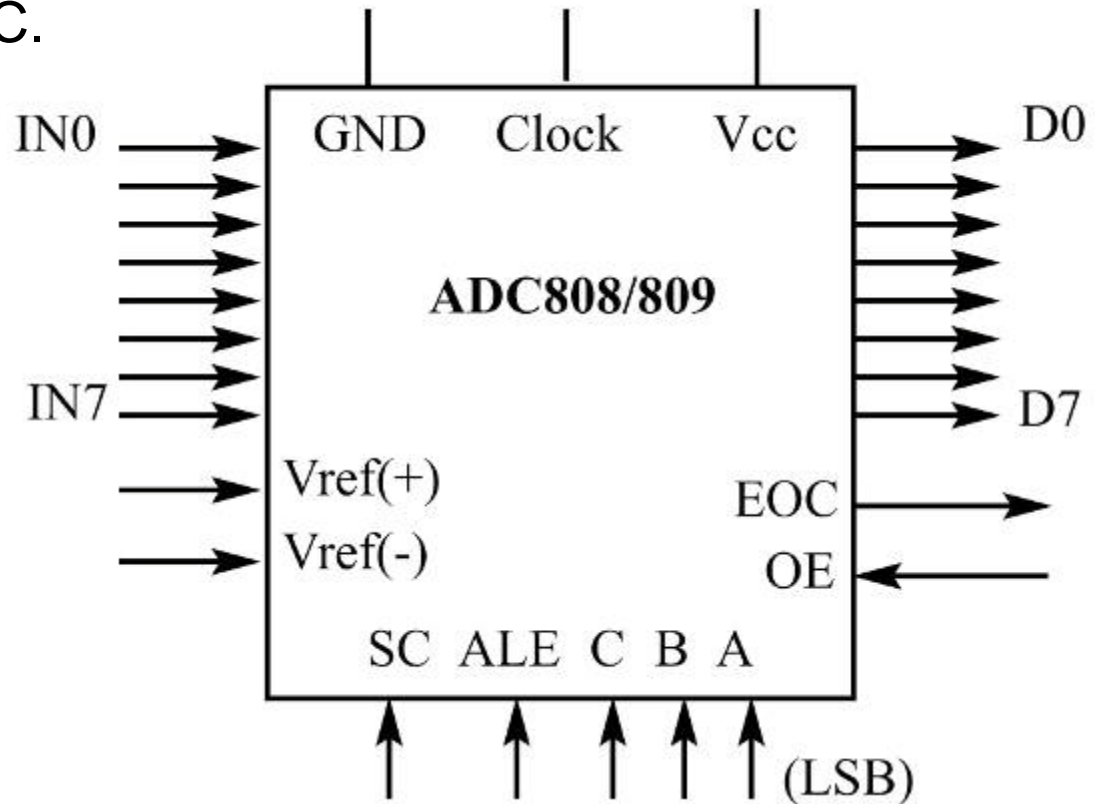 C.
GND Clock Vcc
IN0 D0
ADC808/809
IN7 D7
Vref(+)
EOC
Vref(-)
OE
SC ALE C B A
(LSB)